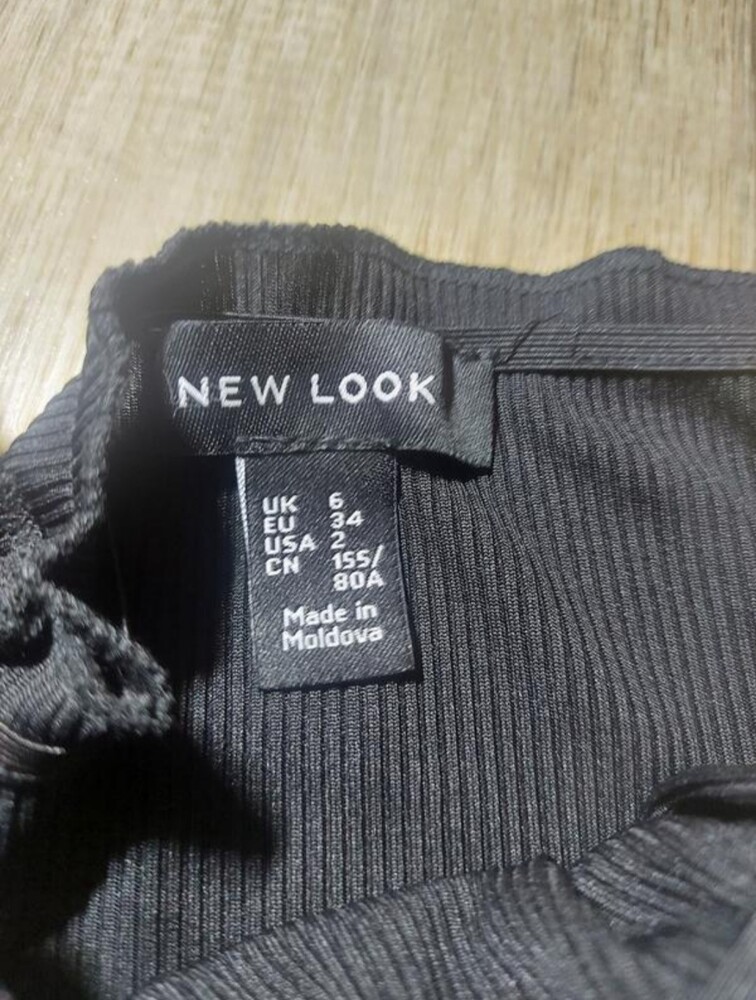 NEW LOOK
UK 6
EU 34
USA 2
CN 155/
80A
Made in
Moldova